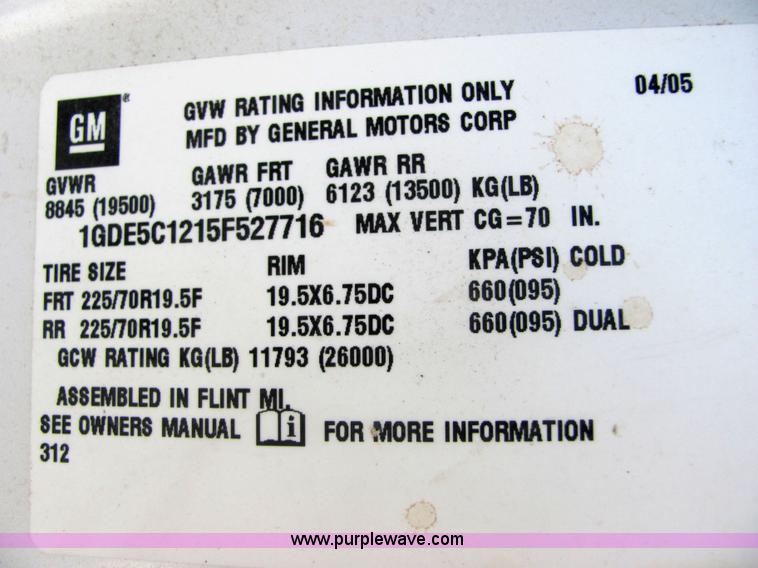 GM®
GVW RATING INFORMATION ONLY 04/05
MFD BY GENERAL MOTORS CORP
GVWR GAWR FRT GAWR RR
8845 (19500) 3175 (7000) 6123 (13500) KG(LB)
1GDE5C1215F527716 MAX VERT CG=70 IN.
TIRE SIZE RIM KPA(PSI) COLD
FRT 225/70R19.5F 19.5X6.75DC 660(095)
RR 225/70R19.5F 19.5X6.75DC 660(095) DUAL
GCW RATING KG(LB) 11793 (26000)
ASSEMBLED IN FLINT MI.
SEE OWNERS MANUAL i FOR MORE INFORMATION
312
www.purplewave.com